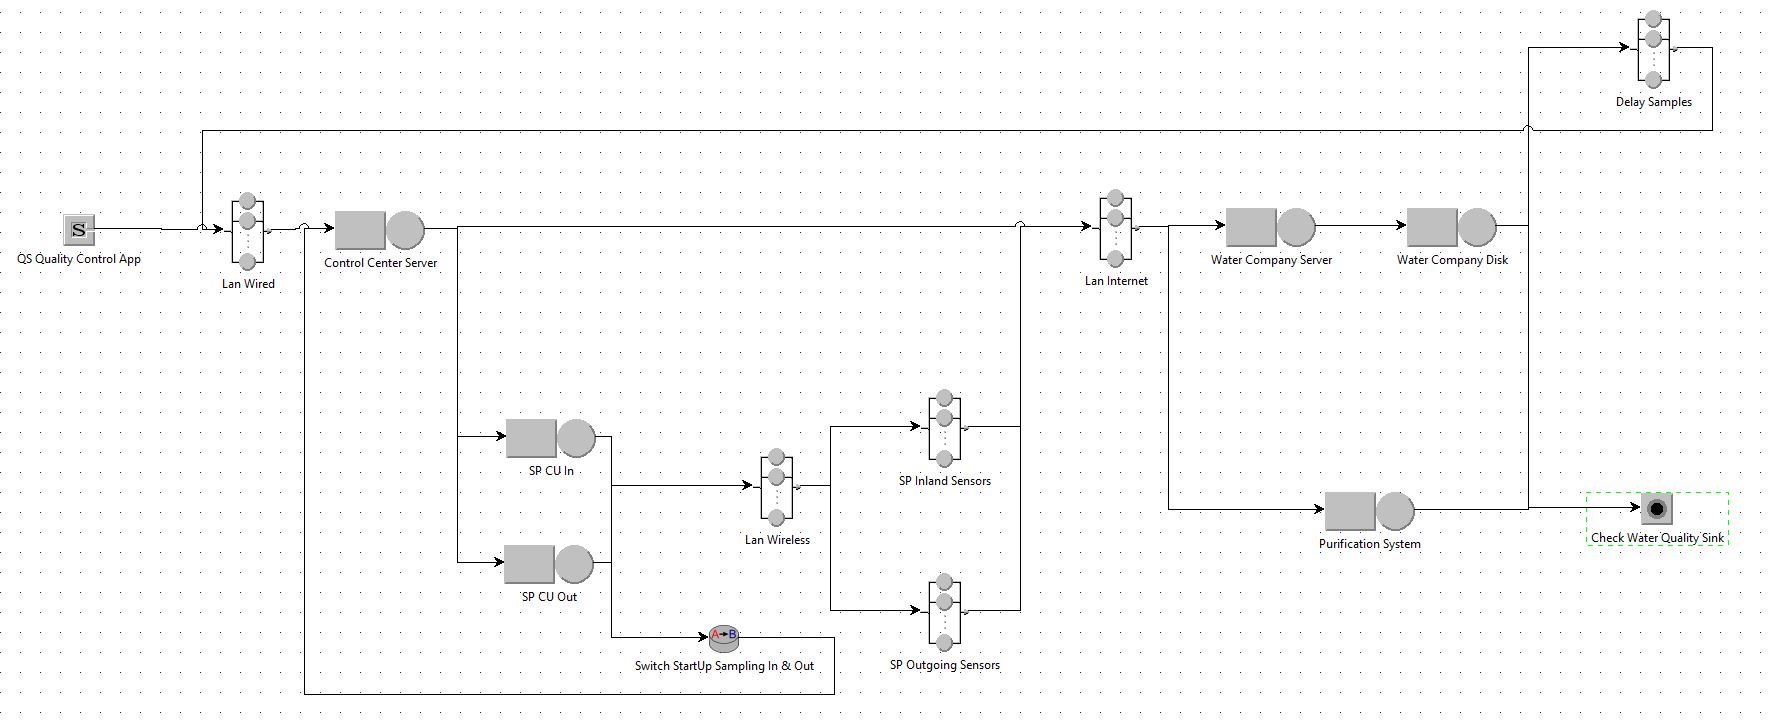 Delay Samples
S
QS Quality Control App
Lan Wired
Control Center Server
Lan Internet
Water Company Server
Water Company Disk
SP CU In
SP Inland Sensors
Lan Wireless
Purification System
Check Water Quality Sink
SP CU Out
A→B
Switch StartUp Sampling In & Out
SP Outgoing Sensors